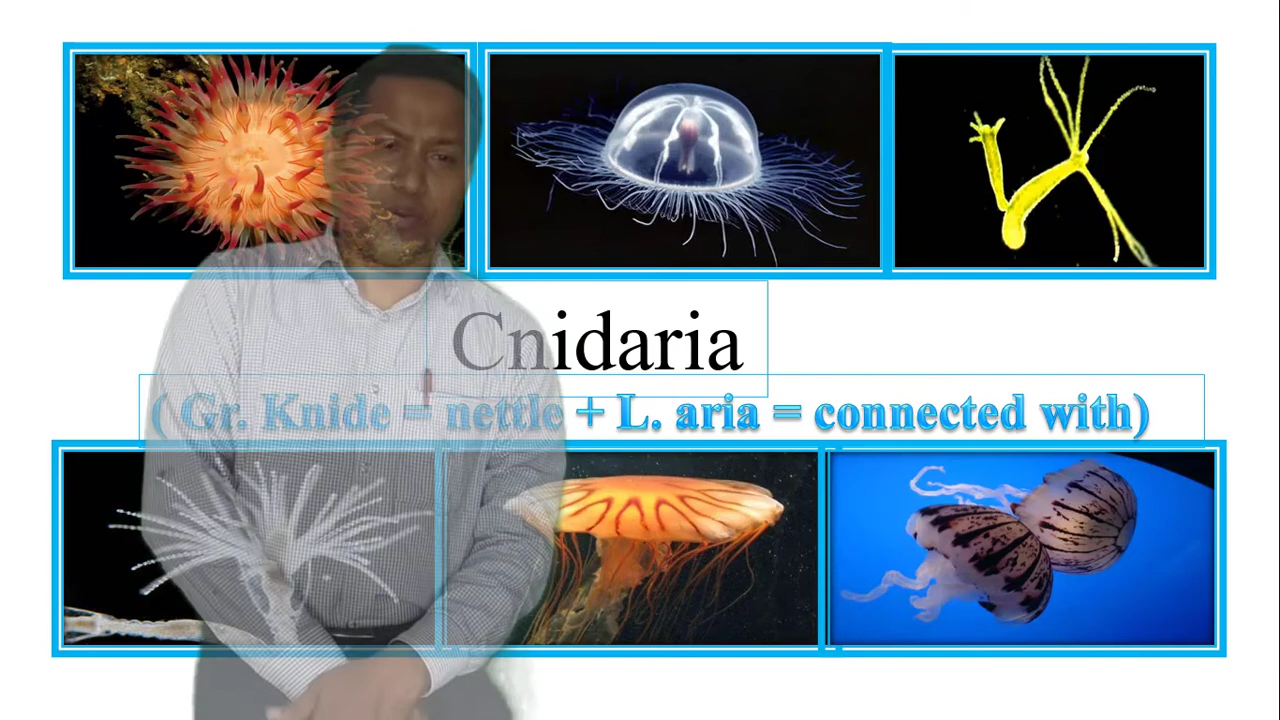 Cnidaria
( Gr. Knide = nettle + L. aria = connected with)